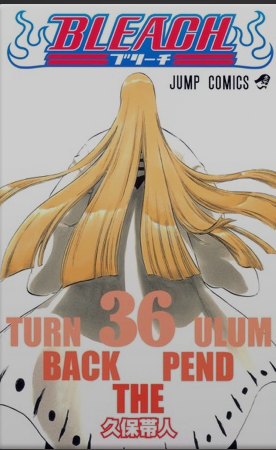 BLEACH
ブリーチ
JUMP COMICS
36
TURN ULUM
BACK PEND
THE
久保帯人